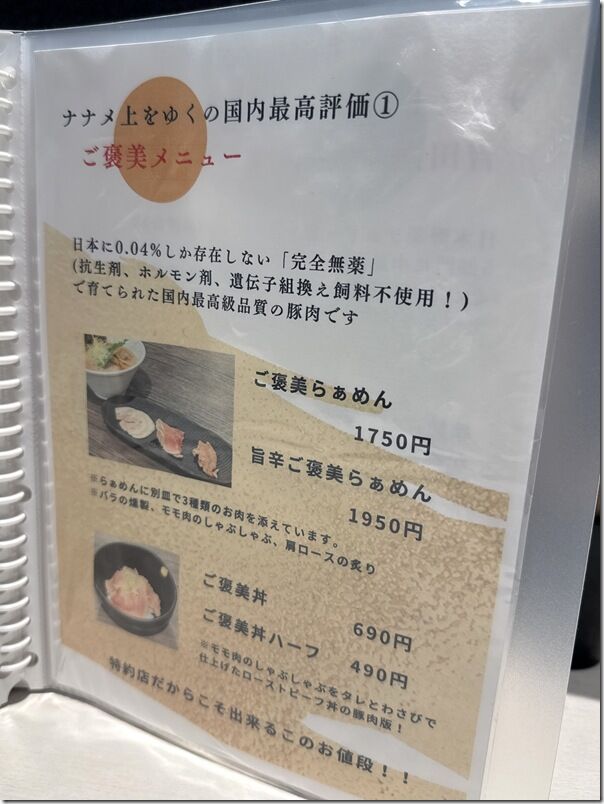 ナナメ上をゆくの国内最高評価①
ご褒美メニュー
日本に0.04%しか存在しない「完全無薬」
(抗生剤、ホルモン剤、遺伝子組換え飼料不使用！)
で育てられた国内最高級品質の豚肉です
ご褒美らぁめん
1750円
旨辛ご褒美らぁめん
1950円
※らぁめんに別皿で3種類のお肉を添えています。
※バラの燻製、モモ肉のしゃぶしゃぶ、肩ロースの炙り
ご褒美丼
690円
ご褒美丼ハーフ
490円
※モモ肉のしゃぶしゃぶをタレとわさびで
仕上げたローストビーフ丼の豚肉版！
特約店だからこそ出来るこのお値段！！